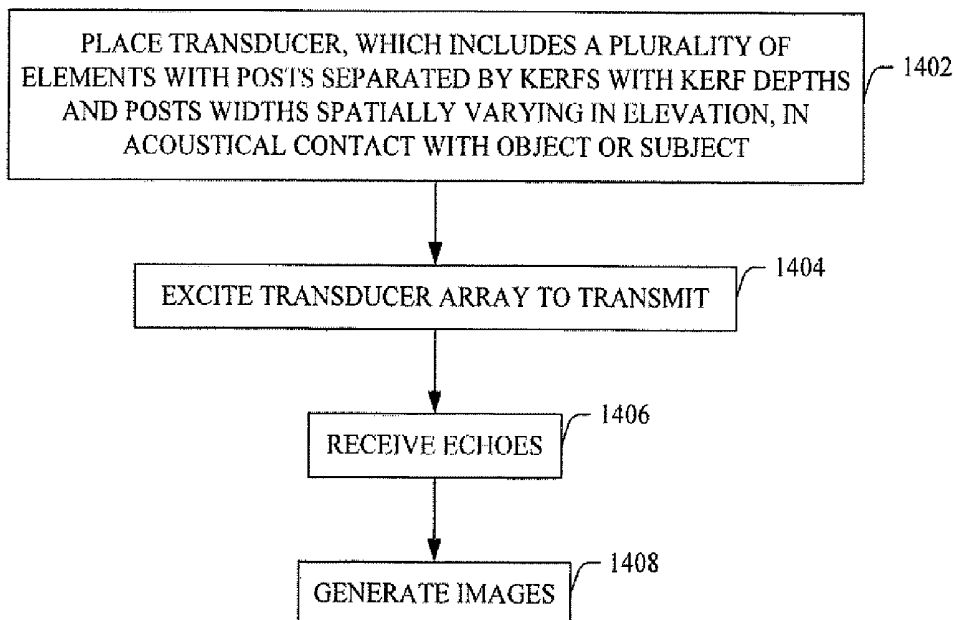 PLACE TRANSDUCER, WHICH INCLUDES A PLURALITY OF
ELEMENTS WITH POSTS SEPARATED BY KERFS WITH KERF DEPTHS
AND POSTS WIDTHS SPATIALLY VARYING IN ELEVATION, IN
ACOUSTICAL CONTACT WITH OBJECT OR SUBJECT
1402
1404
EXCITE TRANSDUCER ARRAY TO TRANSMIT
1406
RECEIVE ECHOES
1408
GENERATE IMAGES